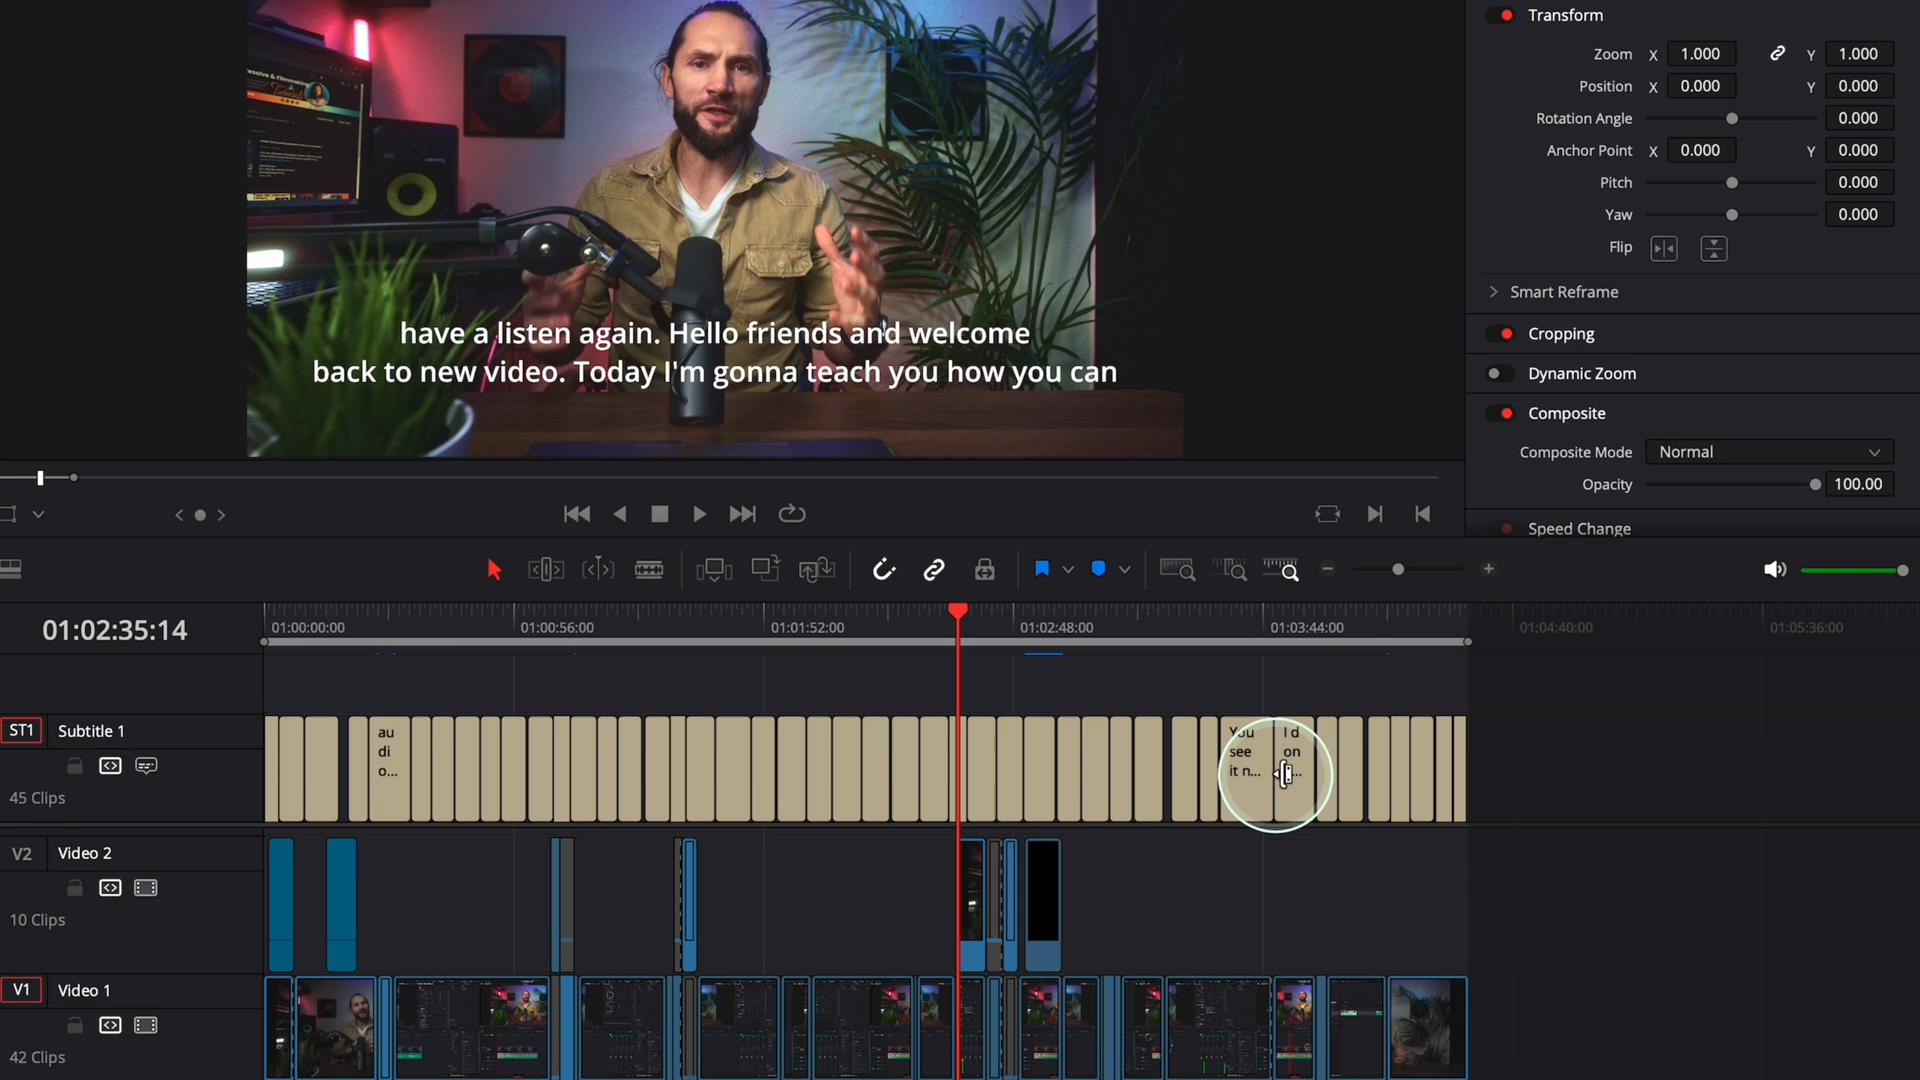 Transform
Zoom X 1.000 Y 1.000
Position X 0.000 Y 0.000
Rotation Angle 0.000
Anchor Point X 0.000 Y 0.000
Pitch 0.000
Yaw 0.000
Flip
Smart Reframe
Cropping
Dynamic Zoom
Composite
Composite Mode Normal
Opacity 100.00
Speed Change
esolve & Filmmaking
Tutorials
have a listen again. Hello friends and welcome
back to new video. Today I'm gonna teach you how you can
01:02:35:14
01:00:00:00 01:00:56:00 01:01:52:00 01:02:48:00 01:03:44:00 01:04:40:00 01:05:36:00
ST1 Subtitle 1
45 Clips
au
di
o...
You
see
it n...
I d
on
V2 Video 2
10 Clips
V1 Video 1
42 Clips